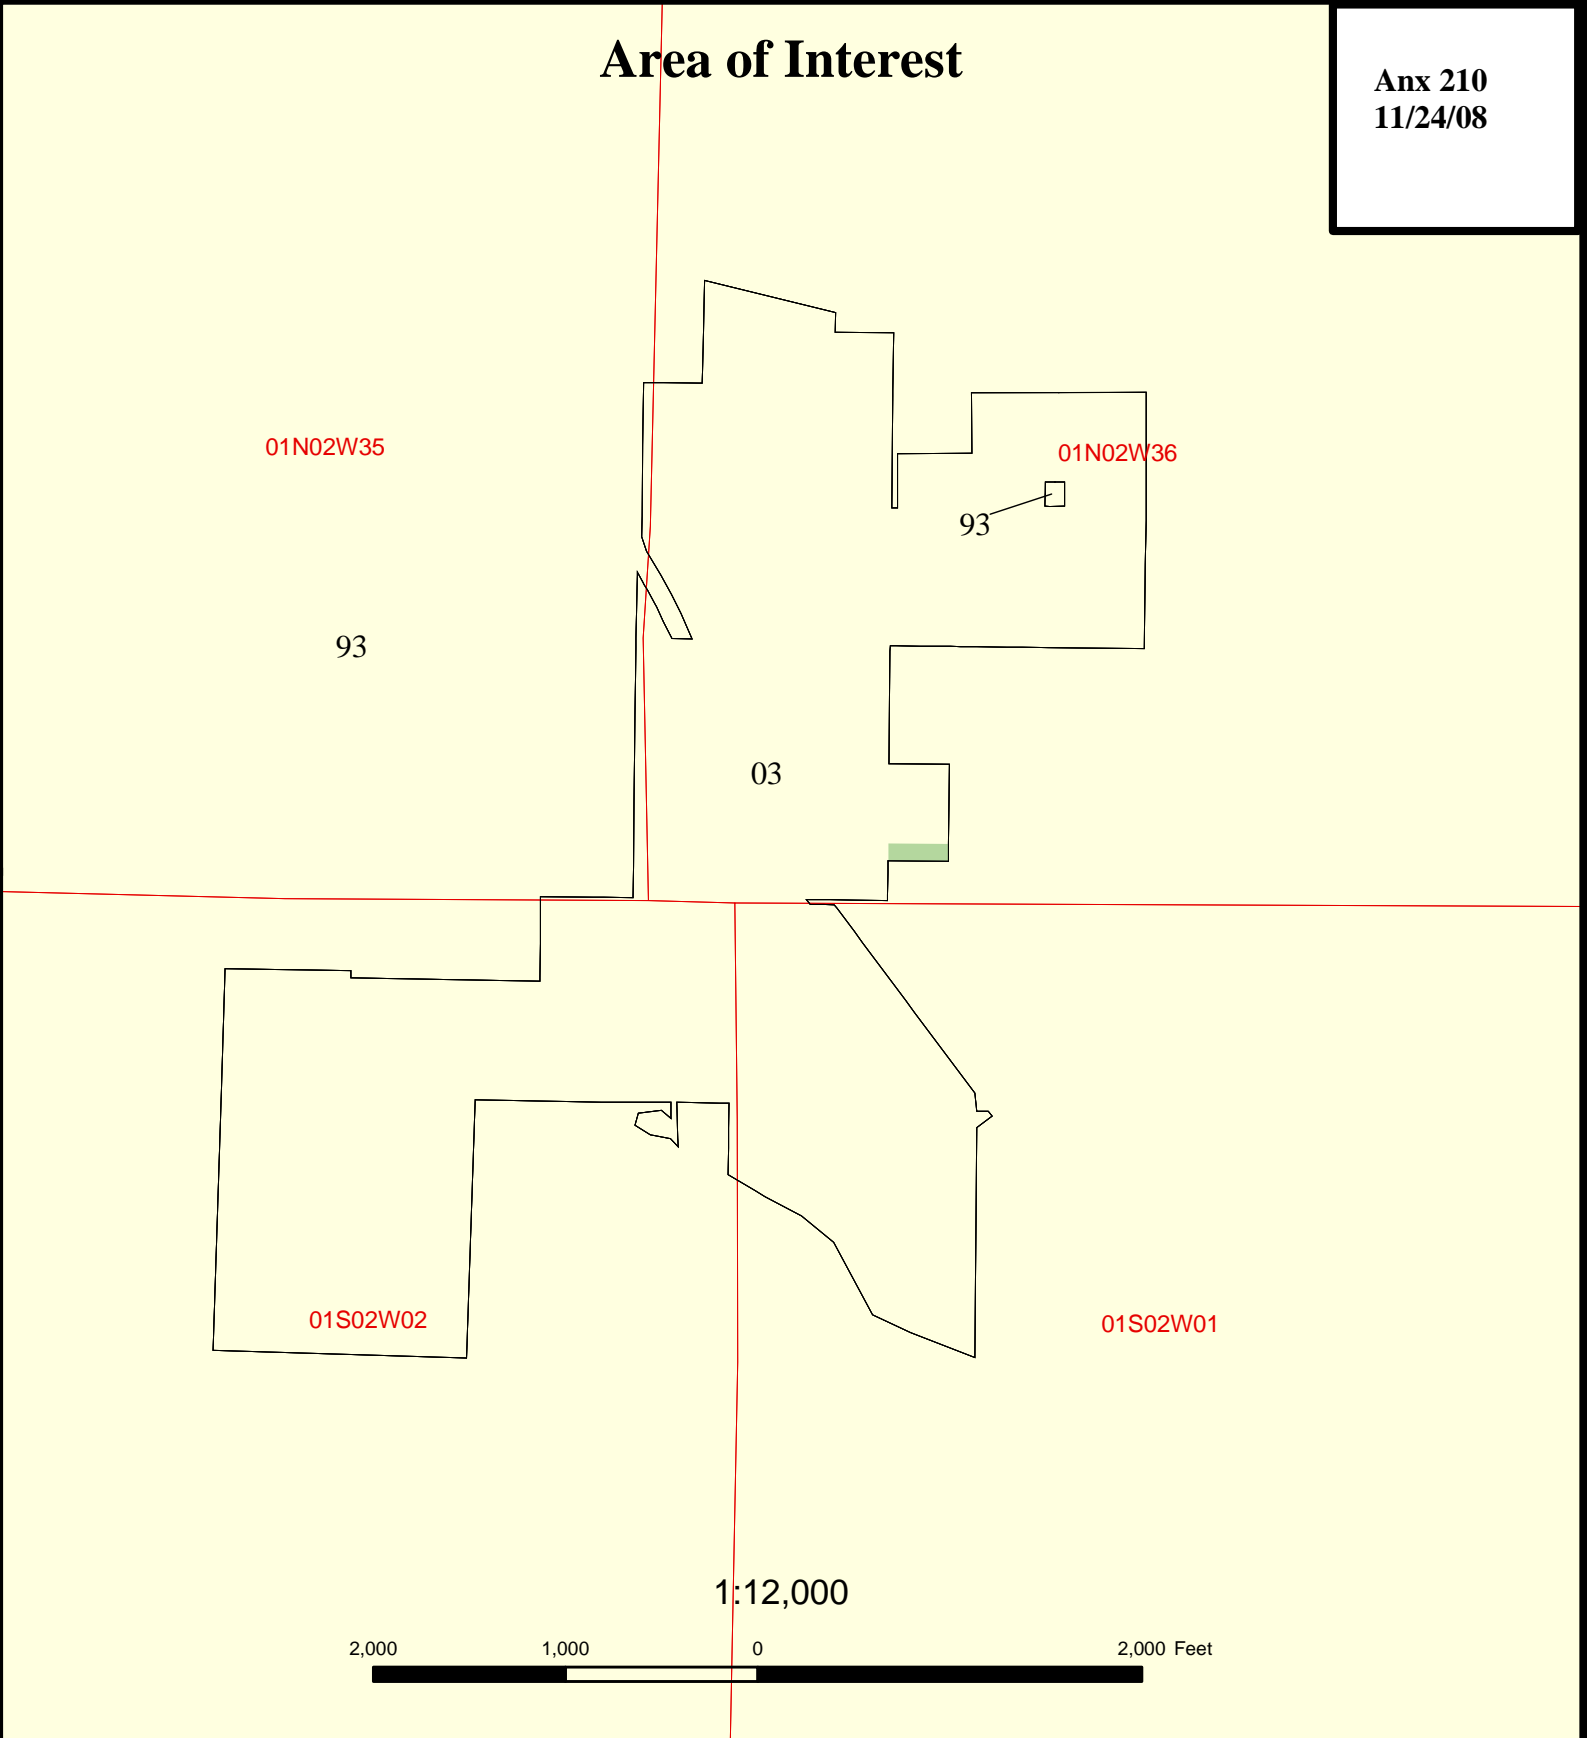 Area of Interest
Anx 210
11/24/08
01N02W35
01N02W36
93
93
03
01S02W02
01S02W01
1:12,000
2,000 1,000 0 2,000 Feet